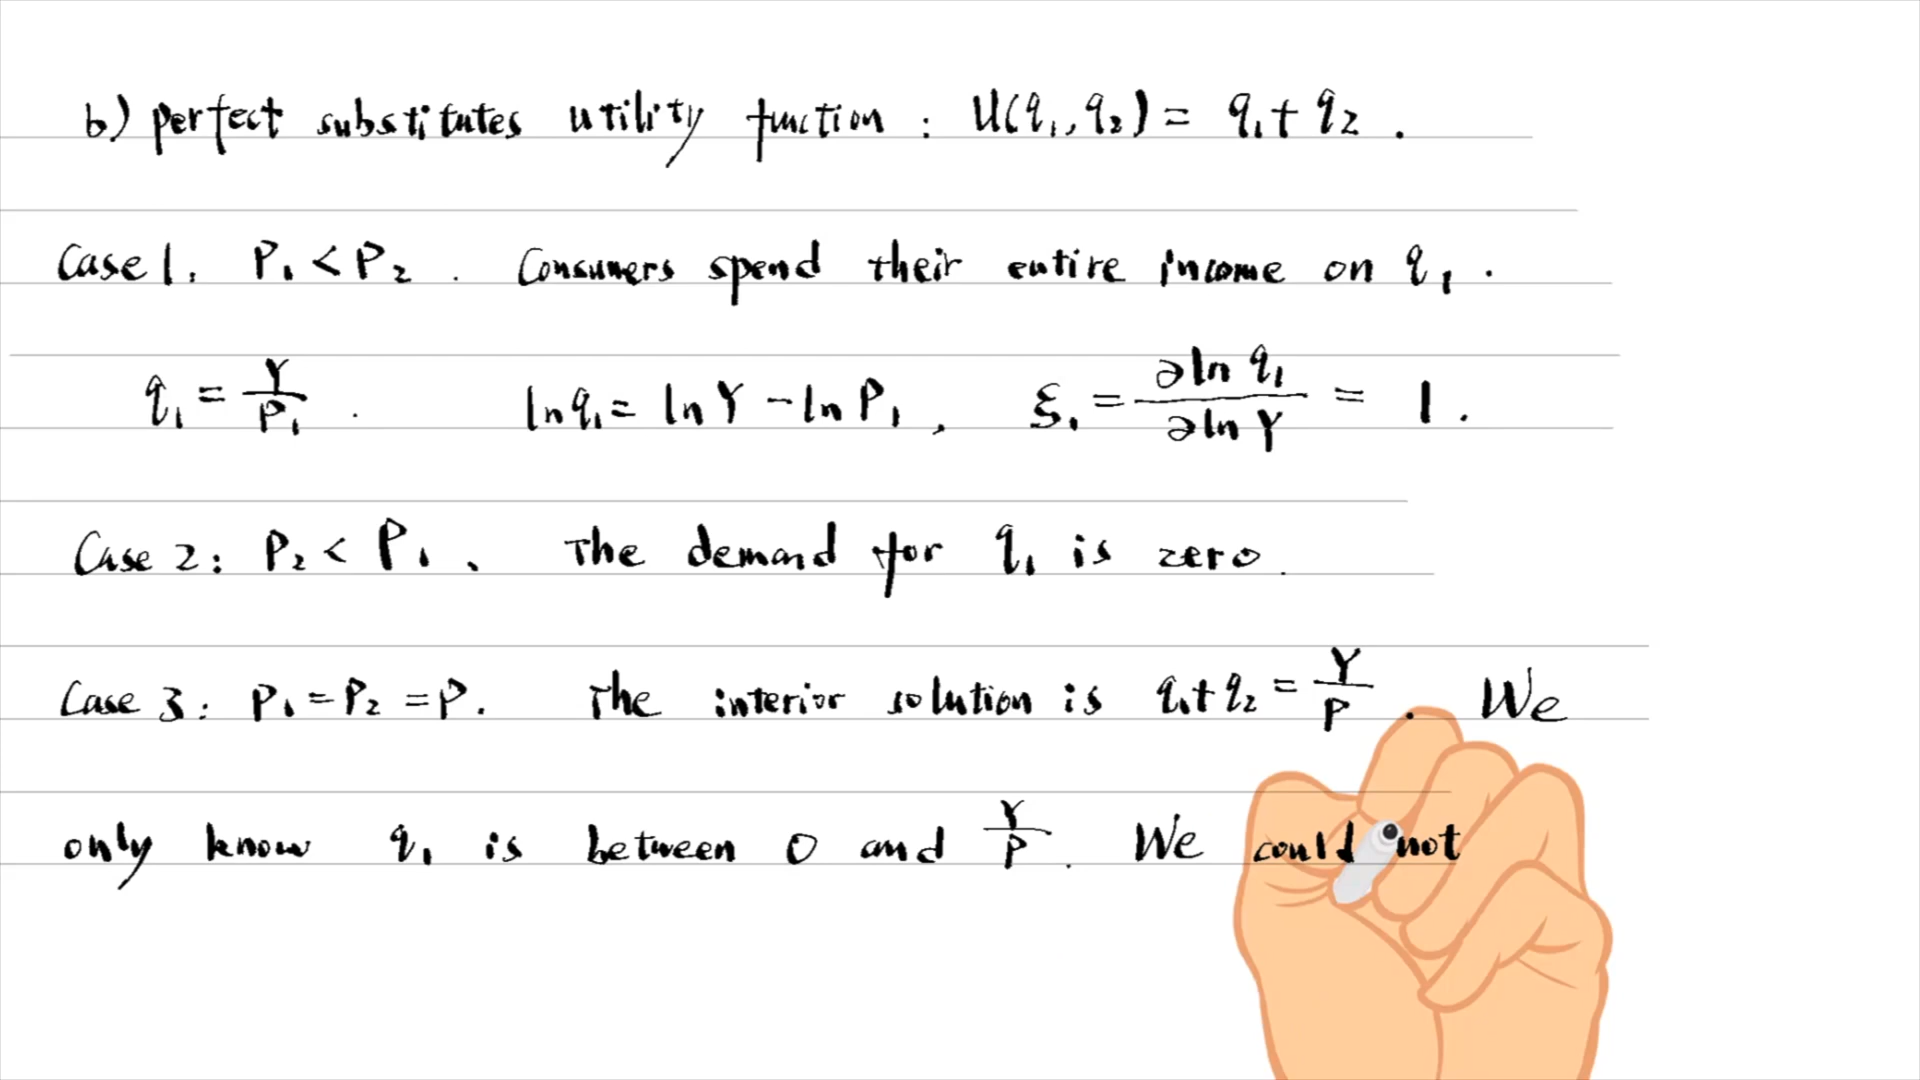 b) perfect substitutes utility function : U(q₁, q₂) = q₁ + q₂ .
Case 1. P₁ < P₂ . Consumers spend their entire income on q₁ .
q₁ = Y/P₁ . ln q₁ = ln Y - ln P₁ , ξ₁ = ∂ln q₁/∂ln Y = 1 .
Case 2: P₂ < P₁ . The demand for q₁ is zero .
Case 3: P₁ = P₂ = P . The interior solution is q₁ + q₂ = Y/P . We
only know q₁ is between 0 and Y/P . We could not